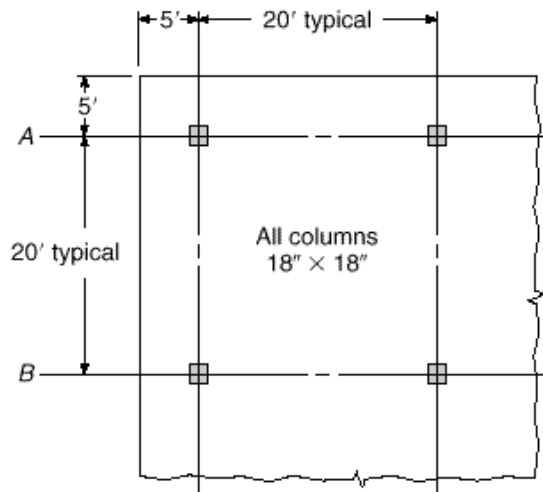 5′
20′ typical
5′
A
All columns
18″ × 18″
20′ typical
B